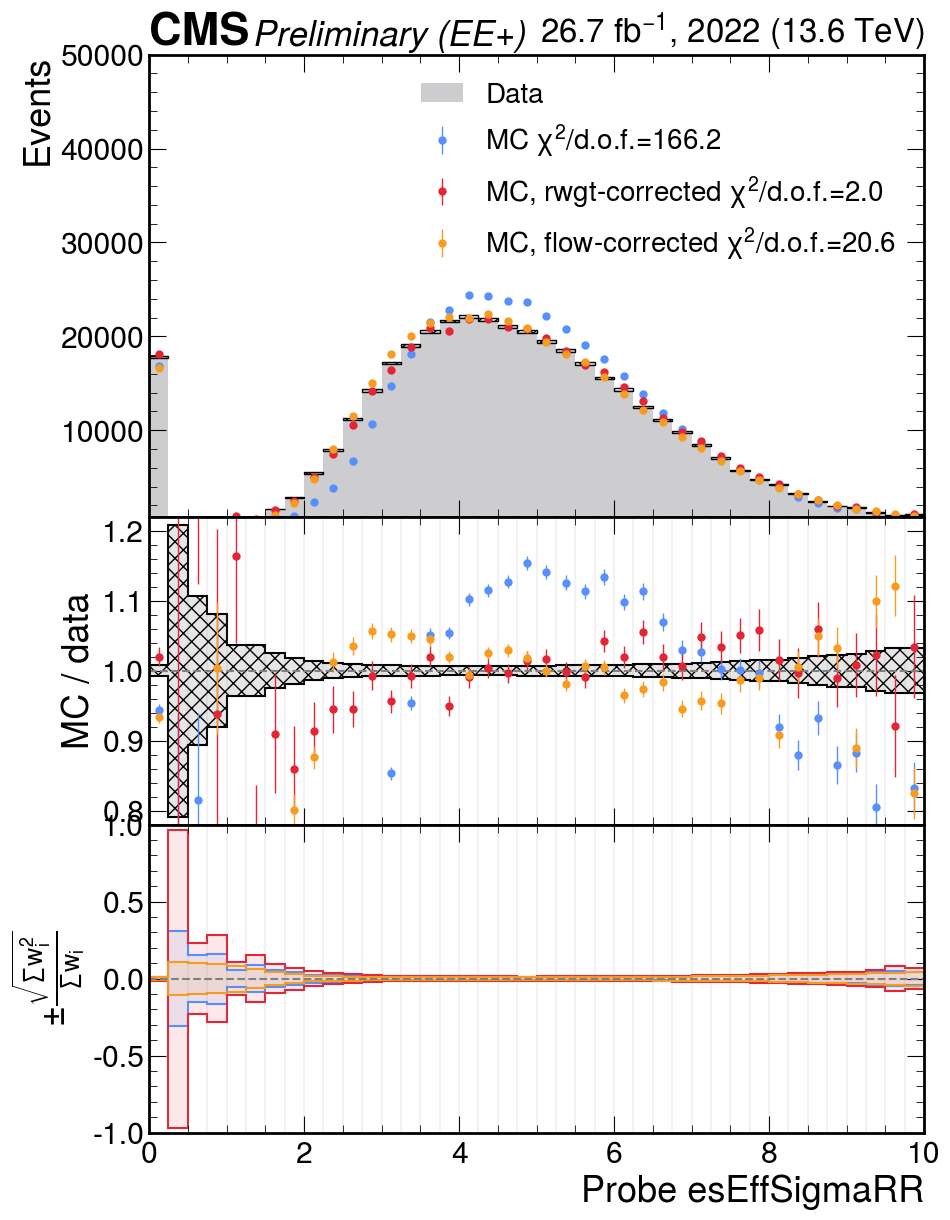 CMS Preliminary (EE+) 26.7 fb⁻¹, 2022 (13.6 TeV)
Events
50000
40000
30000
20000
10000
Data
MC χ²/d.o.f.=166.2
MC, rwgt-corrected χ²/d.o.f.=2.0
MC, flow-corrected χ²/d.o.f.=20.6
MC / data
1.2
1.1
1.0
0.9
0.8
± √Σwᵢ² / Σwᵢ
1.0
0.5
0.0
-0.5
-1.0
0 2 4 6 8 10
Probe esEffSigmaRR